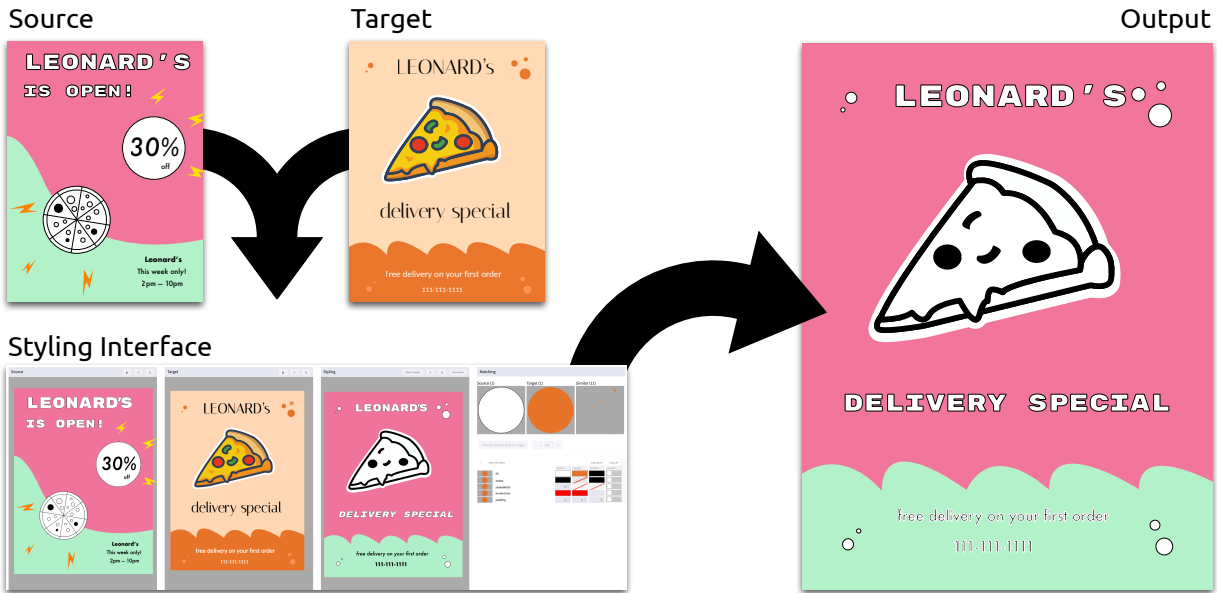 Source
LEONARD'S
IS OPEN!
30%
off
Leonard's
This week only!
2pm — 10pm
Target
LEONARD's
delivery special
free delivery on your first order
111-111-1111
Output
LEONARD'S
DELIVERY SPECIAL
free delivery on your first order
111-111-1111
Styling Interface
Source
Target
Styling
Matching
LEONARD'S
IS OPEN!
30%
off
Leonard's
This week only!
2pm — 10pm
LEONARD's
delivery special
free delivery on your first order
111-111-1111
LEONARD'S
DELIVERY SPECIAL
free delivery on your first order
111-111-1111
Source (1)
Target (1)
Similar (11)